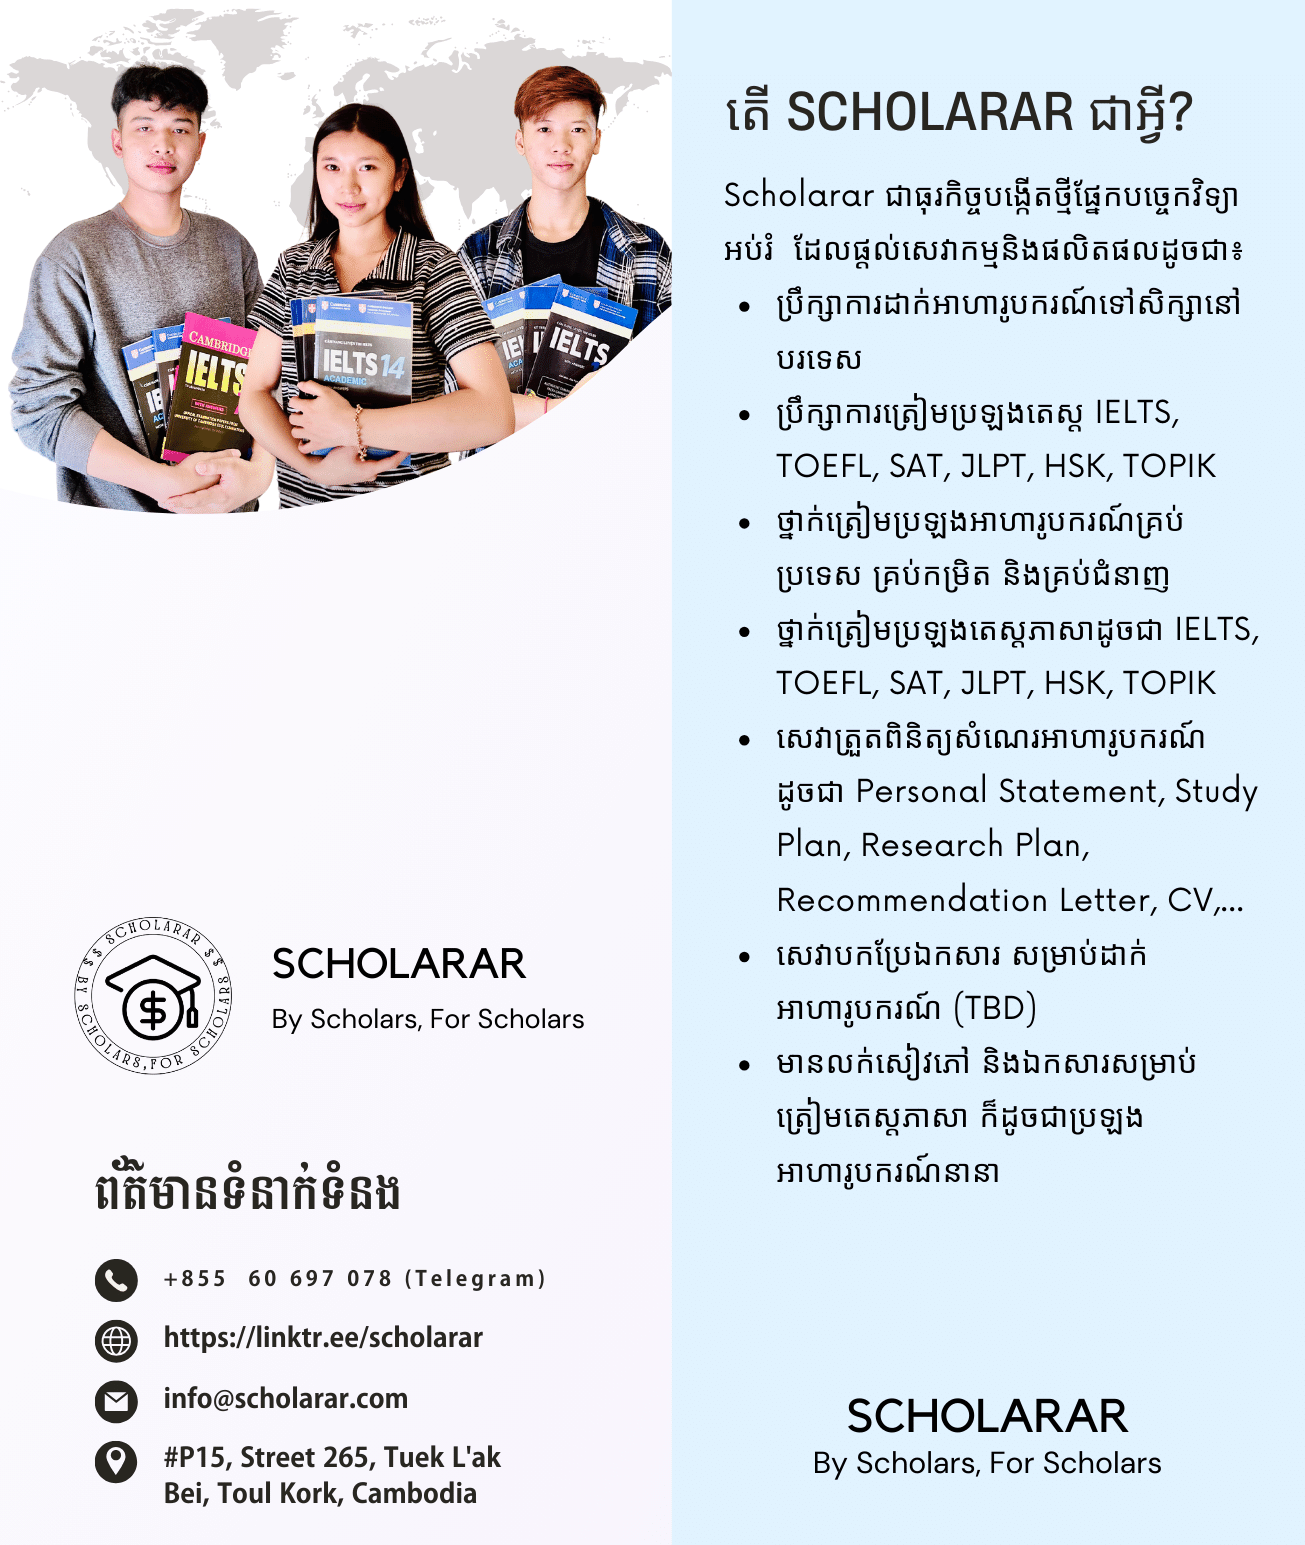 CAMBRIDGE
IELTS
IELTS 14
ACADEMIC
IELTS
SCHOLARAR
BY SCHOLARS, FOR SCHOLARS
SCHOLARAR
By Scholars, For Scholars
ព័ត៌មានទំនាក់ទំនង
+855 60 697 078 (Telegram)
https://linktr.ee/scholarar
info@scholarar.com
#P15, Street 265, Tuek L'ak
Bei, Toul Kork, Cambodia
តើ SCHOLARAR ជាអ្វី?
Scholarar ជាធុរកិច្ចបង្កើតថ្មីផ្នែកបច្ចេកវិទ្យា
អប់រំ ដែលផ្តល់សេវាកម្មនិងផលិតផលដូចជា៖
• ប្រឹក្សាការដាក់អាហារូបករណ៍ទៅសិក្សានៅ
បរទេស
• ប្រឹក្សាការត្រៀមប្រឡងតេស្ត IELTS,
TOEFL, SAT, JLPT, HSK, TOPIK
• ថ្នាក់ត្រៀមប្រឡងអាហារូបករណ៍គ្រប់
ប្រទេស គ្រប់កម្រិត និងគ្រប់ជំនាញ
• ថ្នាក់ត្រៀមប្រឡងតេស្តភាសាដូចជា IELTS,
TOEFL, SAT, JLPT, HSK, TOPIK
• សេវាត្រួតពិនិត្យសំណេរអាហារូបករណ៍
ដូចជា Personal Statement, Study
Plan, Research Plan,
Recommendation Letter, CV,...
• សេវាបកប្រែឯកសារ សម្រាប់ដាក់
អាហារូបករណ៍ (TBD)
• មានលក់សៀវភៅ និងឯកសារសម្រាប់
ត្រៀមតេស្តភាសា ក៏ដូចជាប្រឡង
អាហារូបករណ៍នានា
SCHOLARAR
By Scholars, For Scholars